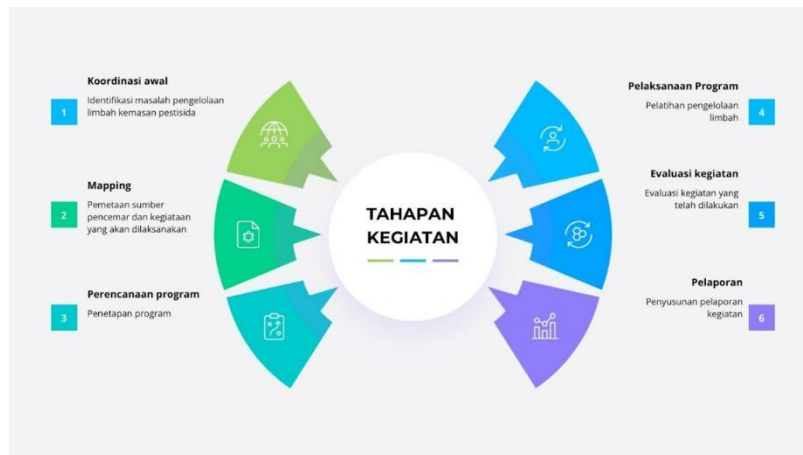 Koordinasi awal
1
Identifikasi masalah pengelolaan
limbah kemasan pestisida
Mapping
2
Pemetaan sumber
pencemar dan kegiataan
yang akan dilaksanakan
Perencanaan program
3
Penetapan program
TAHAPAN
KEGIATAN
Pelaksanaan Program
4
Pelatihan pengelolaan
limbah
Evaluasi kegiatan
5
Evaluasi kegiatan yang
telah dilakukan
Pelaporan
6
Penyusunan pelaporan
kegiatan